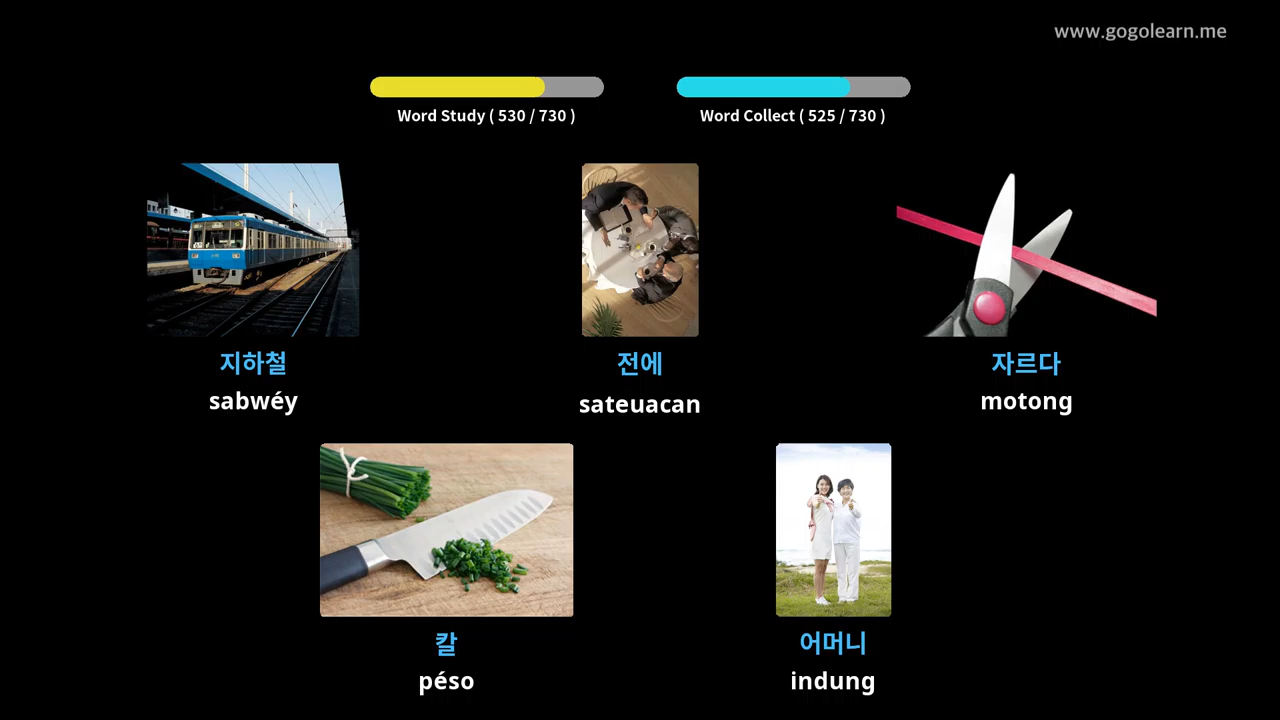 www.gogolearn.me
Word Study ( 530 / 730 )
Word Collect ( 525 / 730 )
지하철
sabwéy
전에
sateuacan
자르다
motong
칼
péso
어머니
indung